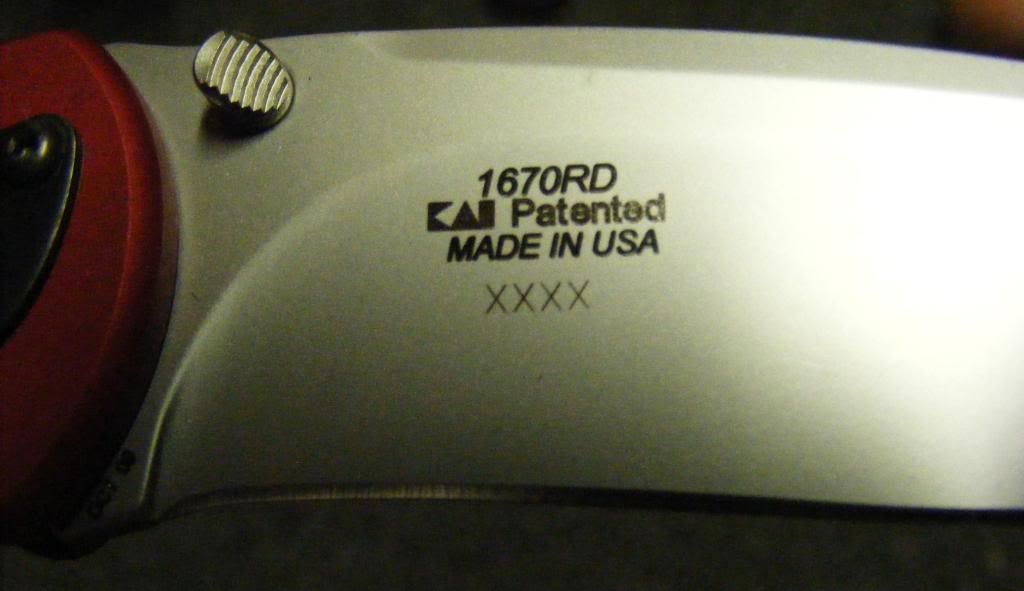 1670RD
KAI Patented
MADE IN USA
XXXX